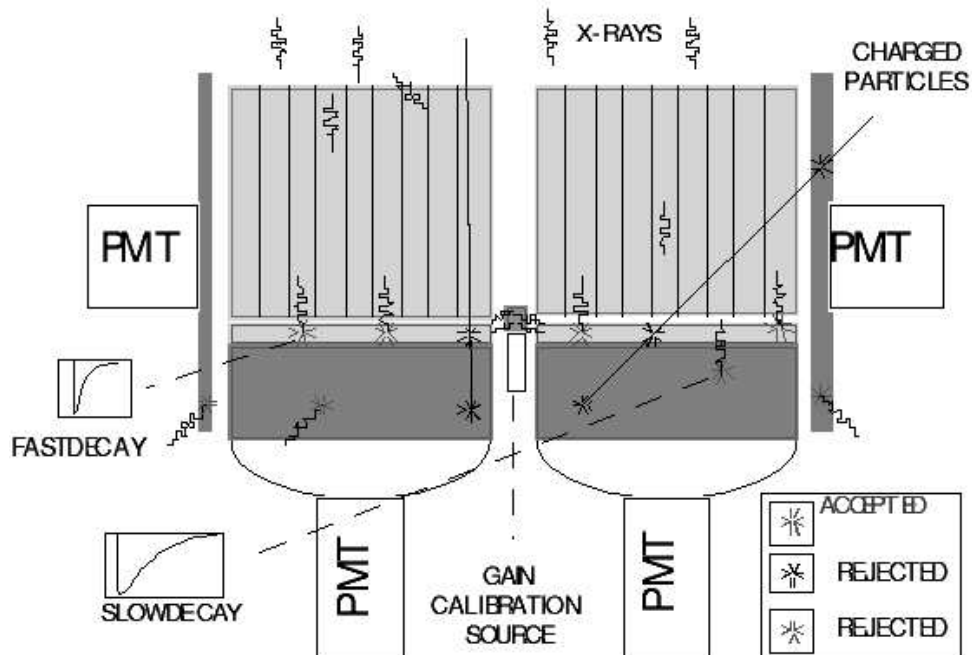 X-RAYS
CHARGED
PARTICLES
PMT
PMT
FASTDECAY
SLOWDECAY
PMT
GAIN
CALIBRATION
SOURCE
PMT
ACCEPTED
REJECTED
REJECTED